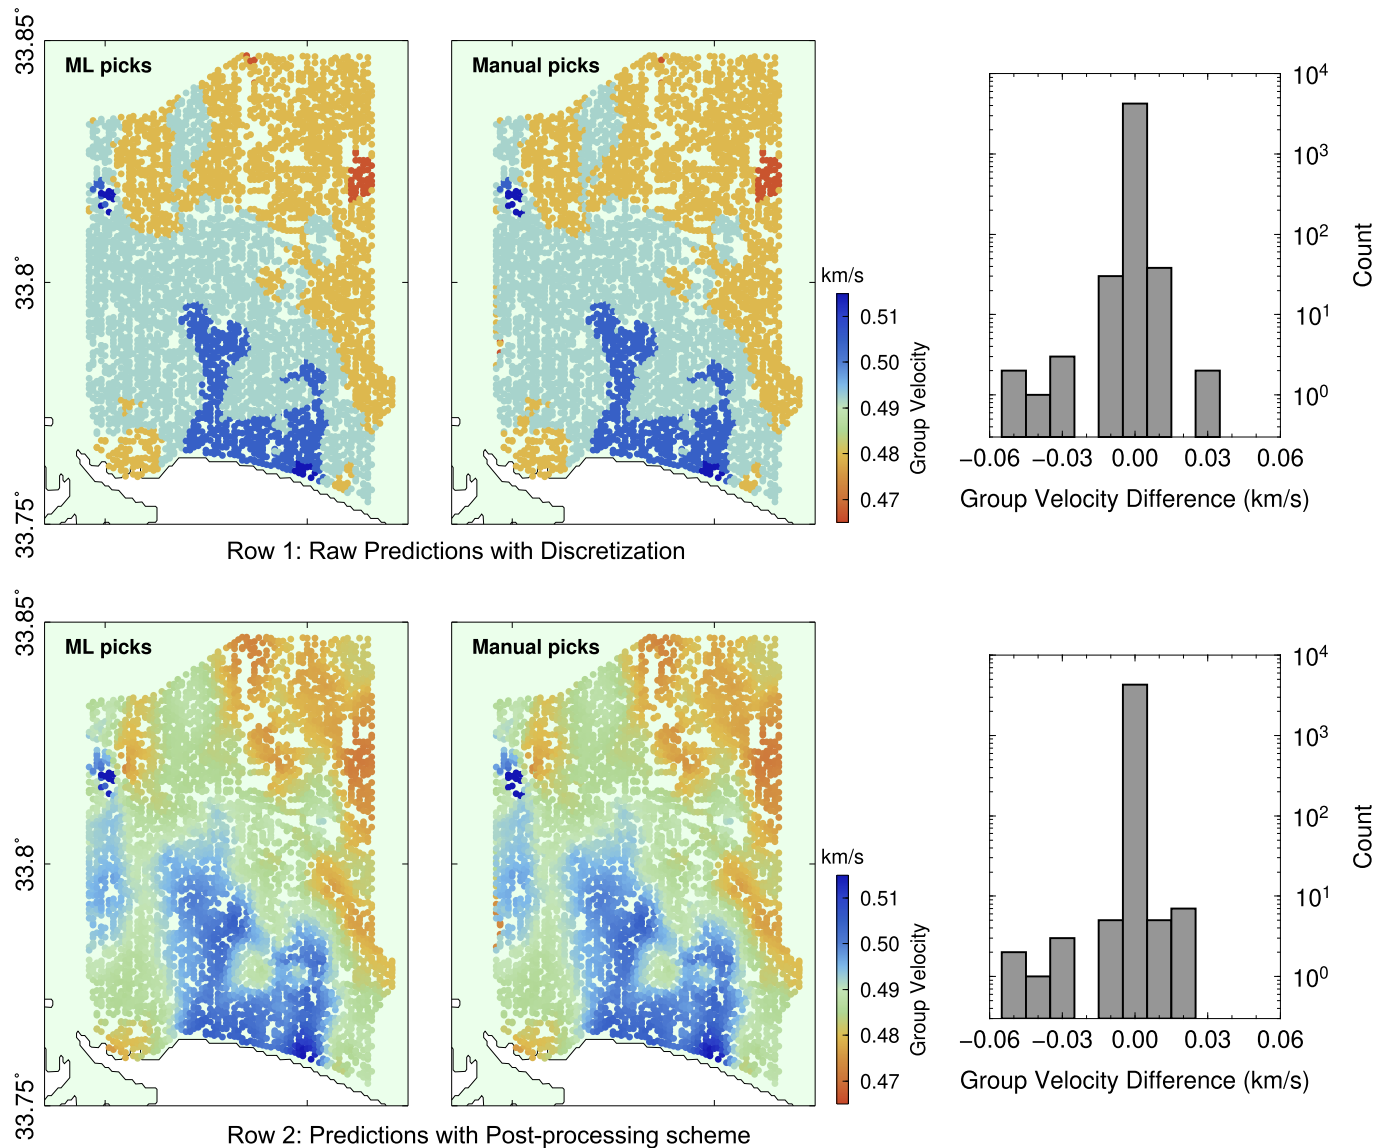 33.85°
33.8°
33.75°
ML picks
Manual picks
km/s
0.51
0.50
0.49
0.48
0.47
Group Velocity
10⁴
10³
10²
10¹
10⁰
Count
−0.06 −0.03 0.00 0.03 0.06
Group Velocity Difference (km/s)
Row 1: Raw Predictions with Discretization
33.85°
33.8°
33.75°
ML picks
Manual picks
km/s
0.51
0.50
0.49
0.48
0.47
Group Velocity
10⁴
10³
10²
10¹
10⁰
Count
−0.06 −0.03 0.00 0.03 0.06
Group Velocity Difference (km/s)
Row 2: Predictions with Post-processing scheme